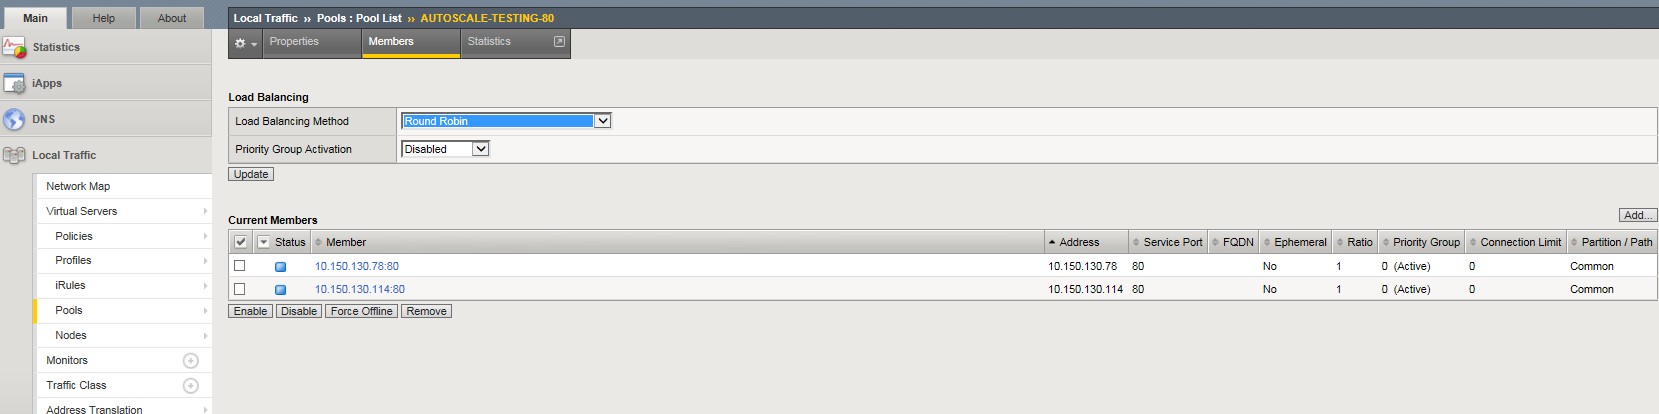 Main Help About
Local Traffic ›› Pools : Pool List ›› AUTOSCALE-TESTING-80
Properties Members Statistics
Statistics
iApps
DNS
Local Traffic
Network Map
Virtual Servers
Policies
Profiles
iRules
Pools
Nodes
Monitors
Traffic Class
Address Translation
Load Balancing
Load Balancing Method Round Robin
Priority Group Activation Disabled
Update
Current Members Add...
Status Member Address Service Port FQDN Ephemeral Ratio Priority Group Connection Limit Partition / Path
10.150.130.78:80 10.150.130.78 80 No 1 0 (Active) 0 Common
10.150.130.114:80 10.150.130.114 80 No 1 0 (Active) 0 Common
Enable Disable Force Offline Remove